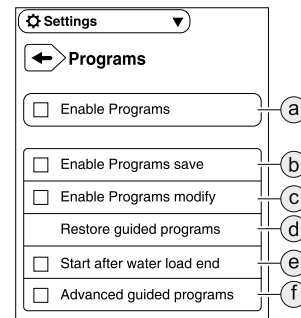 Settings
Programs
Enable Programs a
Enable Programs save b
Enable Programs modify c
Restore guided programs d
Start after water load end e
Advanced guided programs f